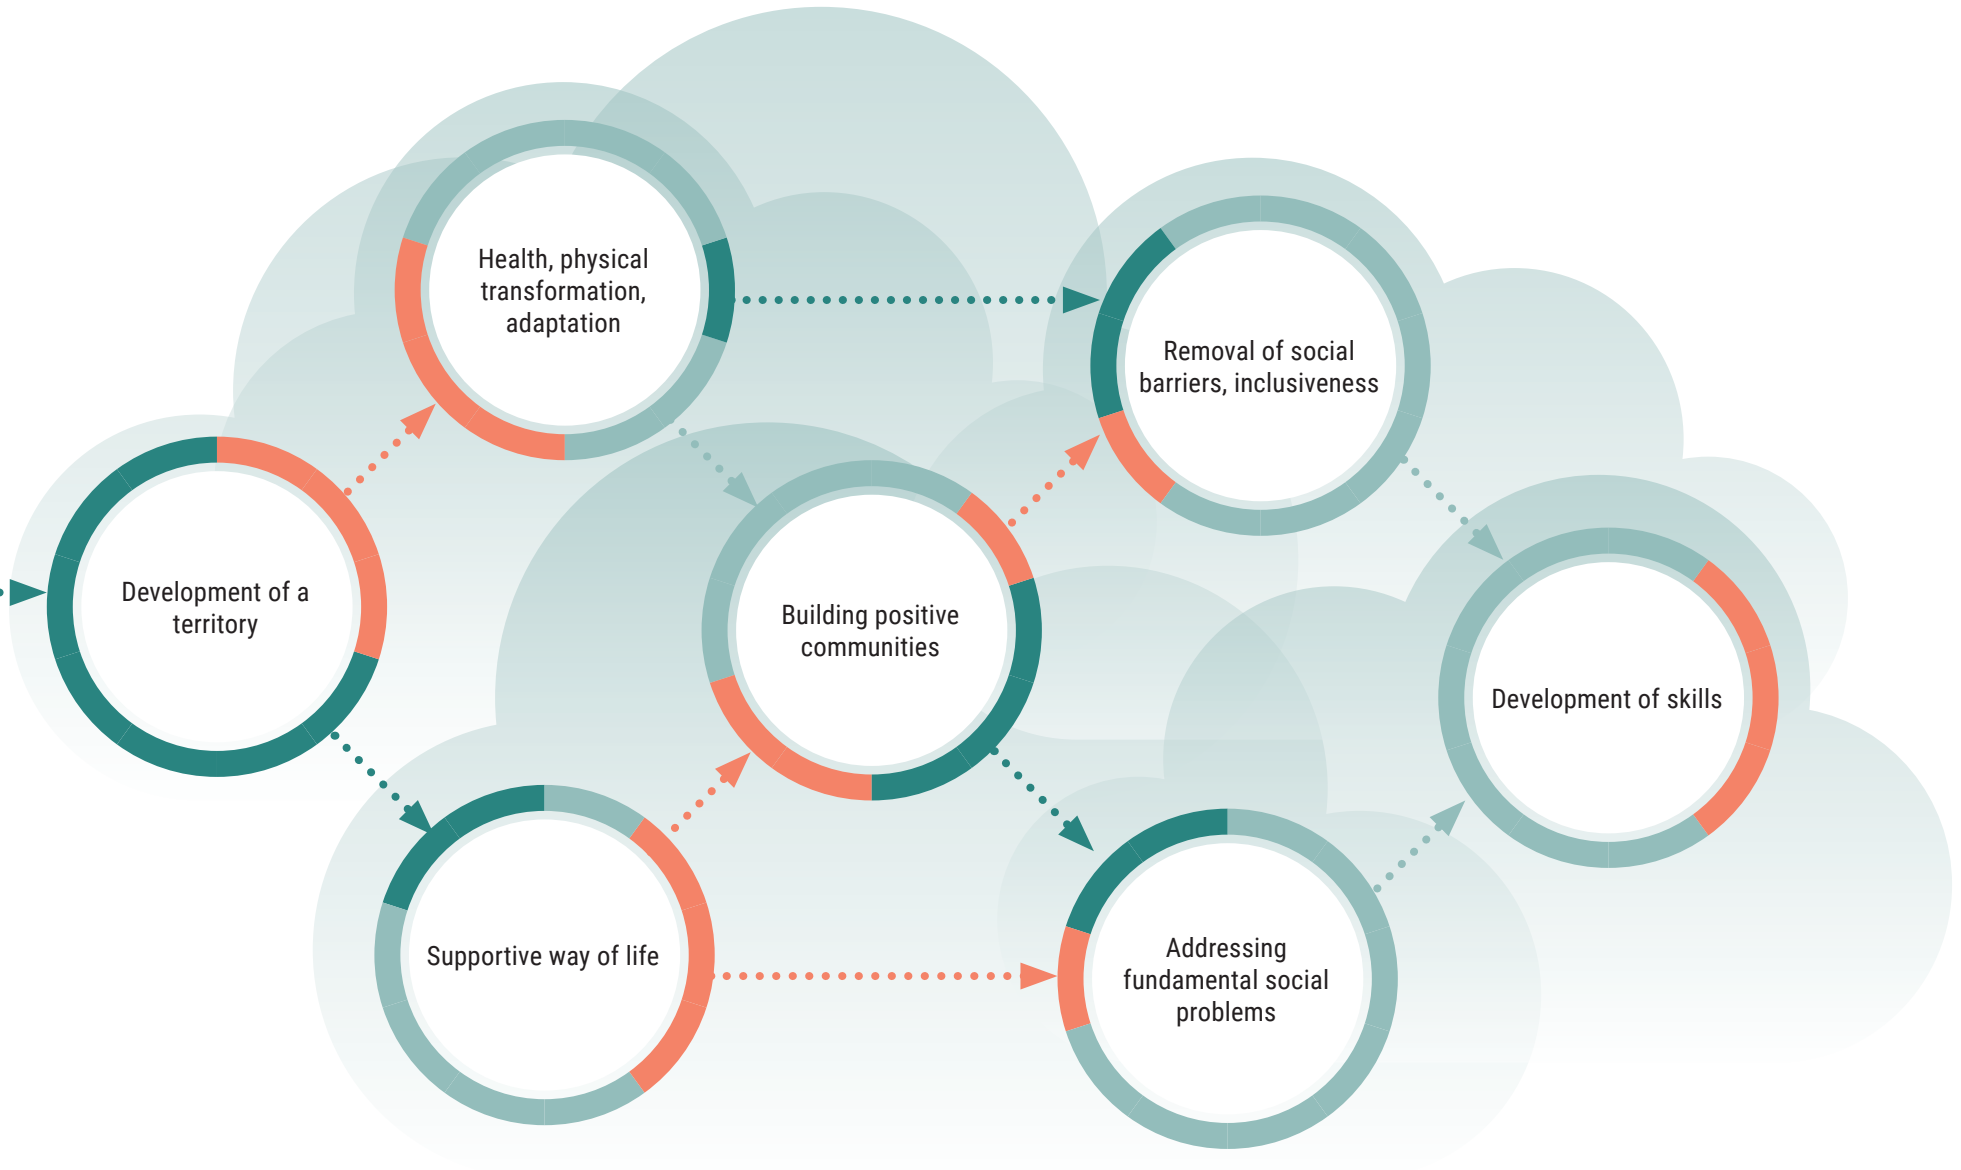 Health, physical
transformation,
adaptation
Removal of social
barriers, inclusiveness
Development of a
territory
Building positive
communities
Development of skills
Supportive way of life
Addressing
fundamental social
problems